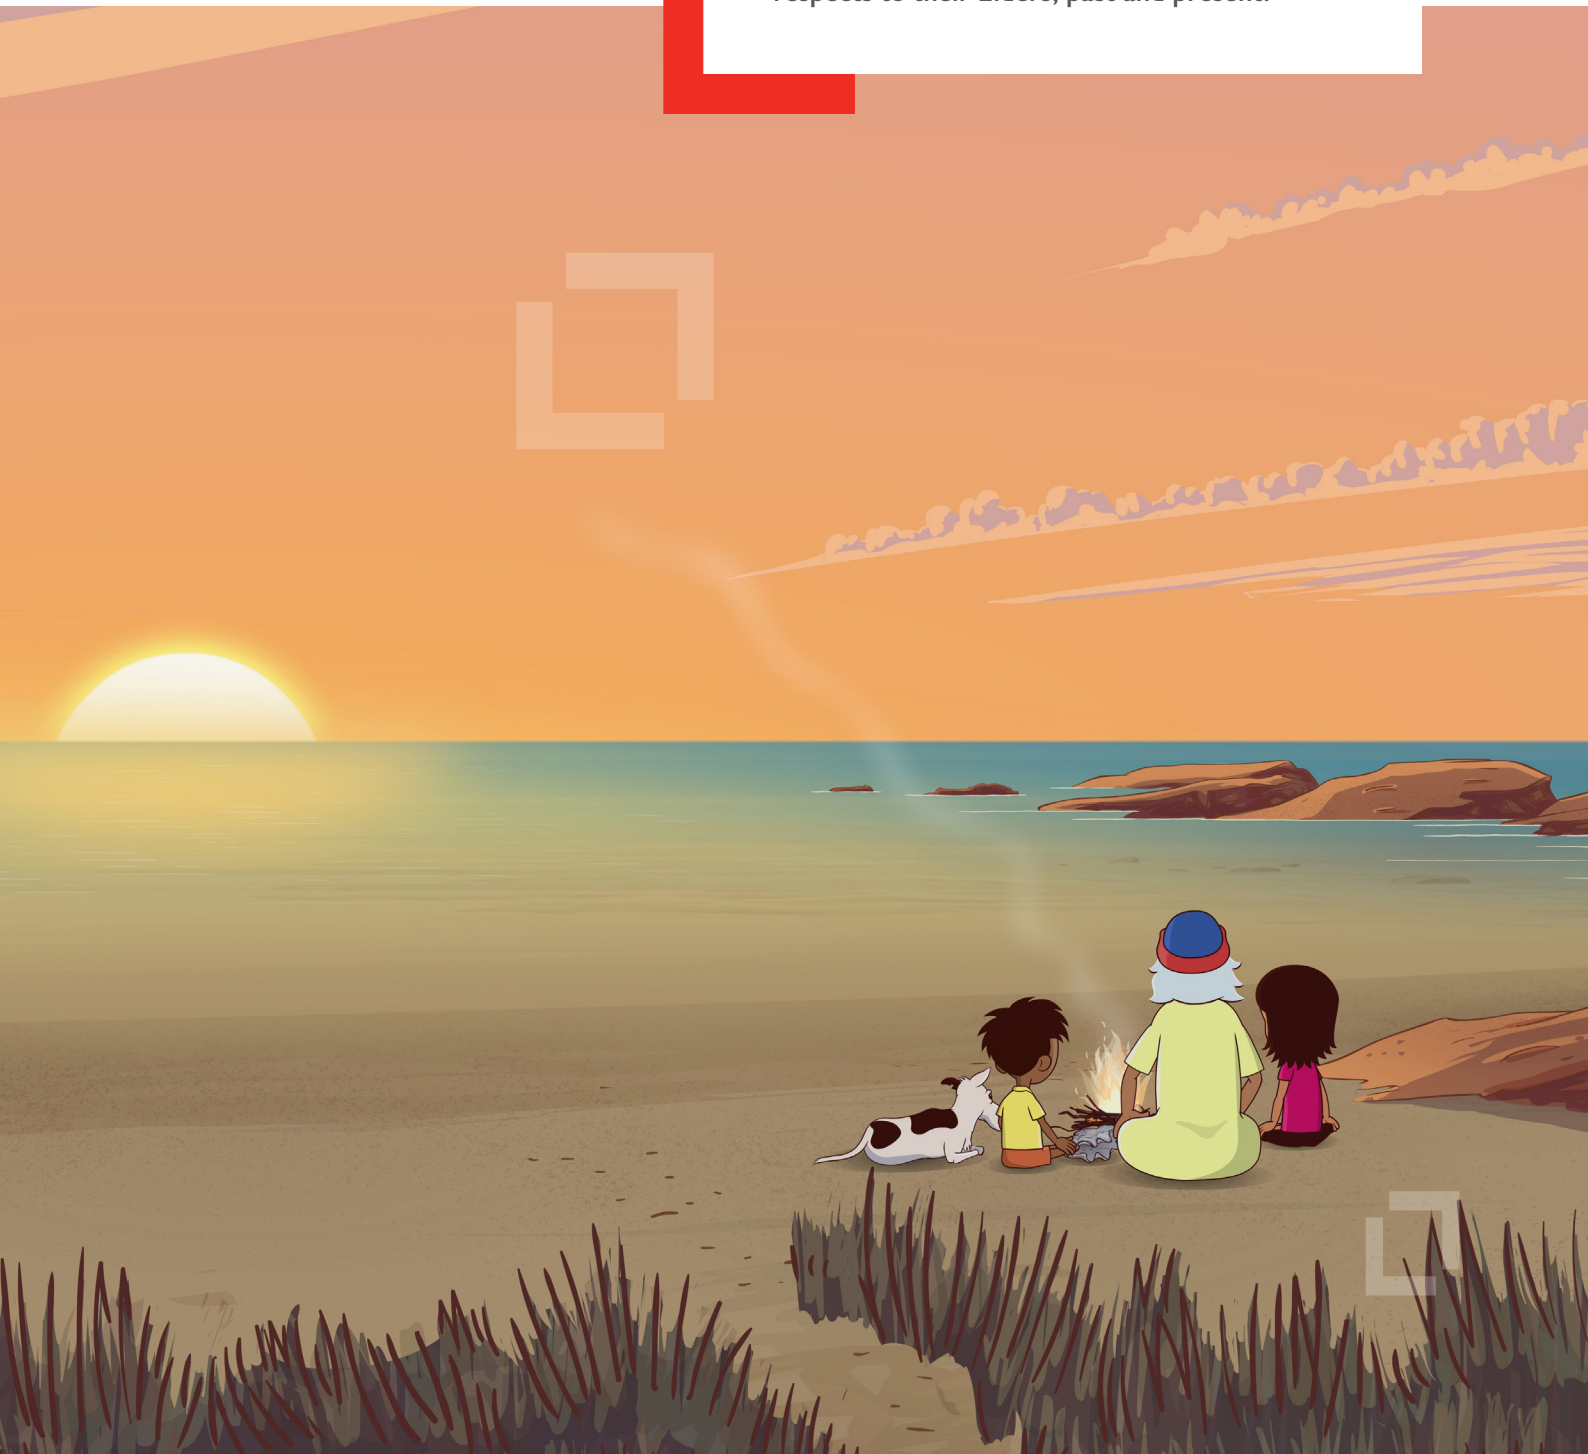 respects to their Elders, past and present.